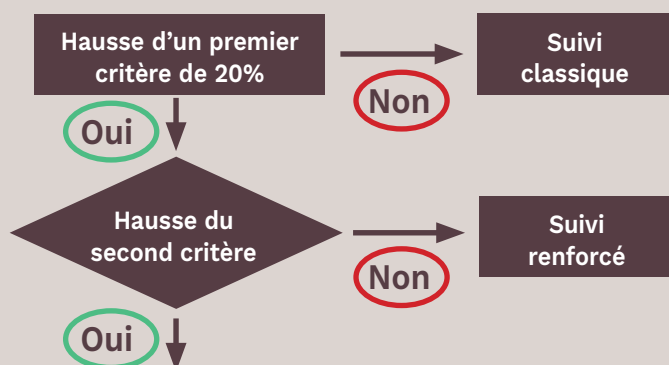 Hausse d'un premier
critère de 20%
Suivi
classique
Non
Oui
Hausse du
second critère
Suivi
renforcé
Non
Oui